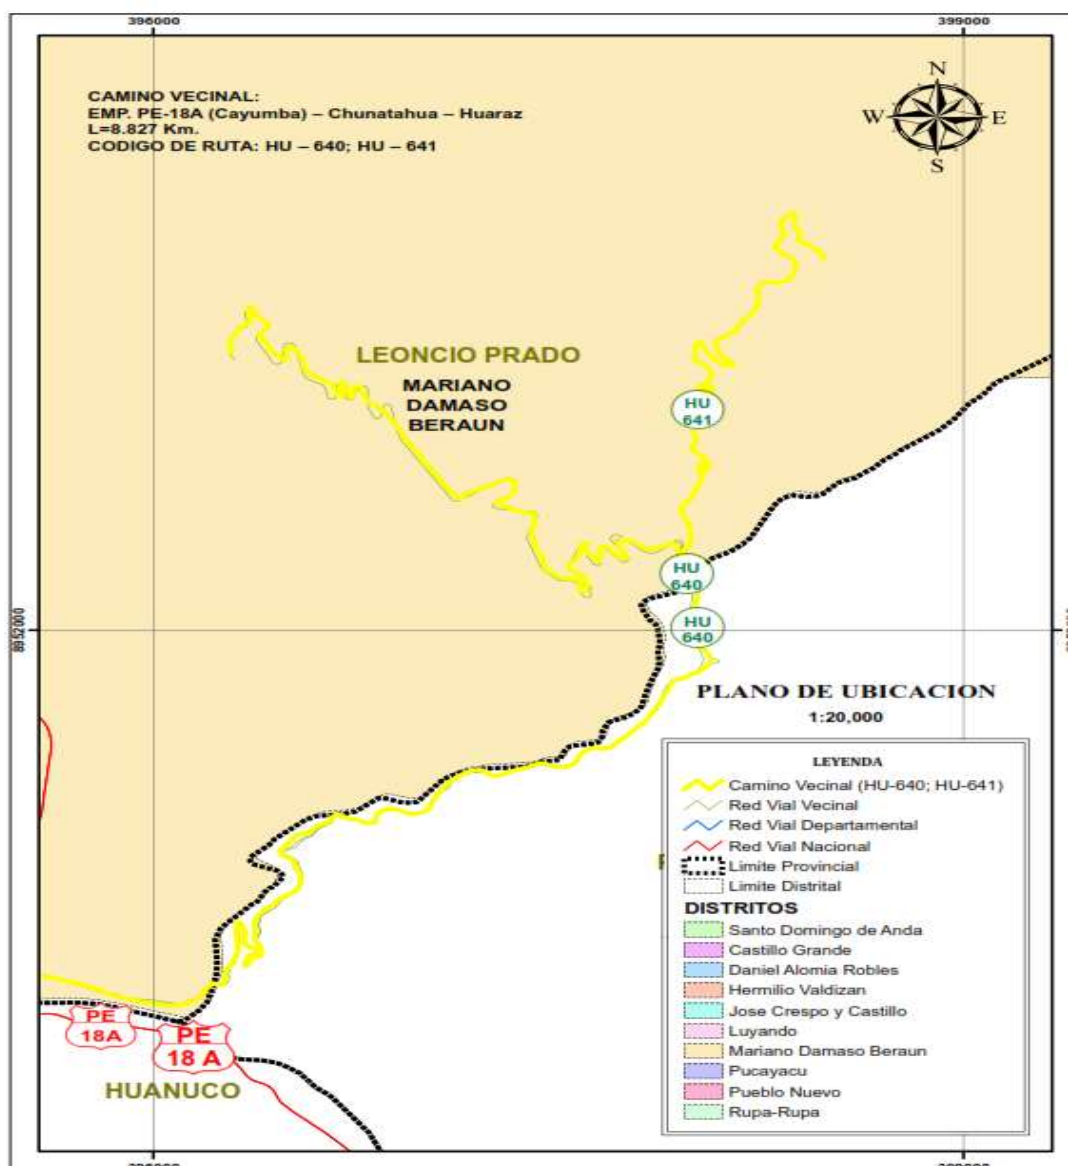 396000
399000
CAMINO VECINAL:
EMP. PE-18A (Cayumba) – Chunatahua – Huaraz
L=8.827 Km.
CODIGO DE RUTA: HU – 640; HU – 641
N
W
E
S
LEONCIO PRADO
MARIANO
DAMASO
BERAUN
HU
641
HU
640
HU
640
8952000
PLANO DE UBICACION
1:20,000
LEYENDA
Camino Vecinal (HU-640; HU-641)
Red Vial Vecinal
Red Vial Departamental
Red Vial Nacional
Limite Provincial
Limite Distrital
DISTRITOS
Santo Domingo de Anda
Castillo Grande
Daniel Alomia Robles
Hermilio Valdizan
Jose Crespo y Castillo
Luyando
Mariano Damaso Beraun
Pucayacu
Pueblo Nuevo
Rupa-Rupa
PE
18A
PE
18 A
HUANUCO